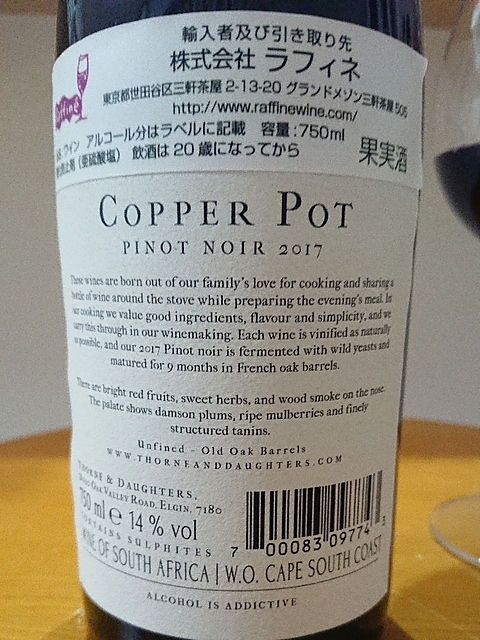 輸入者及び引き取り先
株式会社 ラフィネ
東京都世田谷区三軒茶屋 2-13-20 グランドメゾン三軒茶屋 505
http://www.raffinewine.com/
ワイン アルコール分はラベルに記載 容量:750ml
(亜硫酸塩) 飲酒は 20 歳になってから
果実酒
COPPER POT
PINOT NOIR 2017
These wines are born out of our family's love for cooking and sharing a
bottle of wine around the stove while preparing the evening's meal. In
our cooking we value good ingredients, flavour and simplicity, and we
carry this through in our winemaking. Each wine is vinified as naturally
as possible, and our 2017 Pinot noir is fermented with wild yeasts and
matured for 9 months in French oak barrels.
There are bright red fruits, sweet herbs, and wood smoke on the nose.
The palate shows damson plums, ripe mulberries and finely
structured tanins.
Unfined - Old Oak Barrels
WWW.THORNEANDDAUGHTERS.COM
THORNE & DAUGHTERS,
OAK VALLEY ROAD, ELGIN, 7180
750 ml e 14 % vol
CONTAINS SULPHITES
7 00083 09774 3
WINE OF SOUTH AFRICA | W.O. CAPE SOUTH COAST
ALCOHOL IS ADDICTIVE